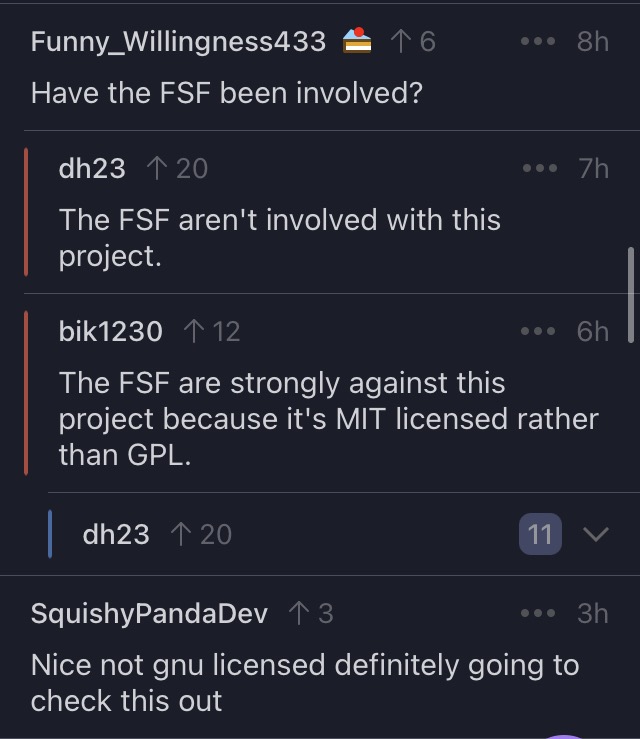 Funny_Willingness433 🍰 ↑ 6 ••• 8h
Have the FSF been involved?
dh23 ↑ 20 ••• 7h
The FSF aren't involved with this
project.
bik1230 ↑ 12 ••• 6h
The FSF are strongly against this
project because it's MIT licensed rather
than GPL.
dh23 ↑ 20 11
SquishyPandaDev ↑ 3 ••• 3h
Nice not gnu licensed definitely going to
check this out